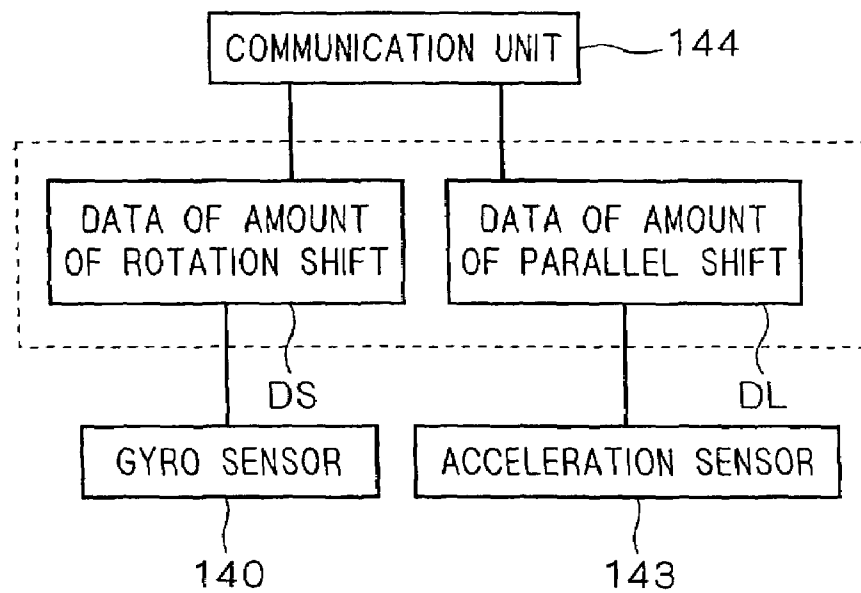 COMMUNICATION UNIT
144
DATA OF AMOUNT
OF ROTATION SHIFT
DATA OF AMOUNT
OF PARALLEL SHIFT
DS
DL
GYRO SENSOR
ACCELERATION SENSOR
140
143